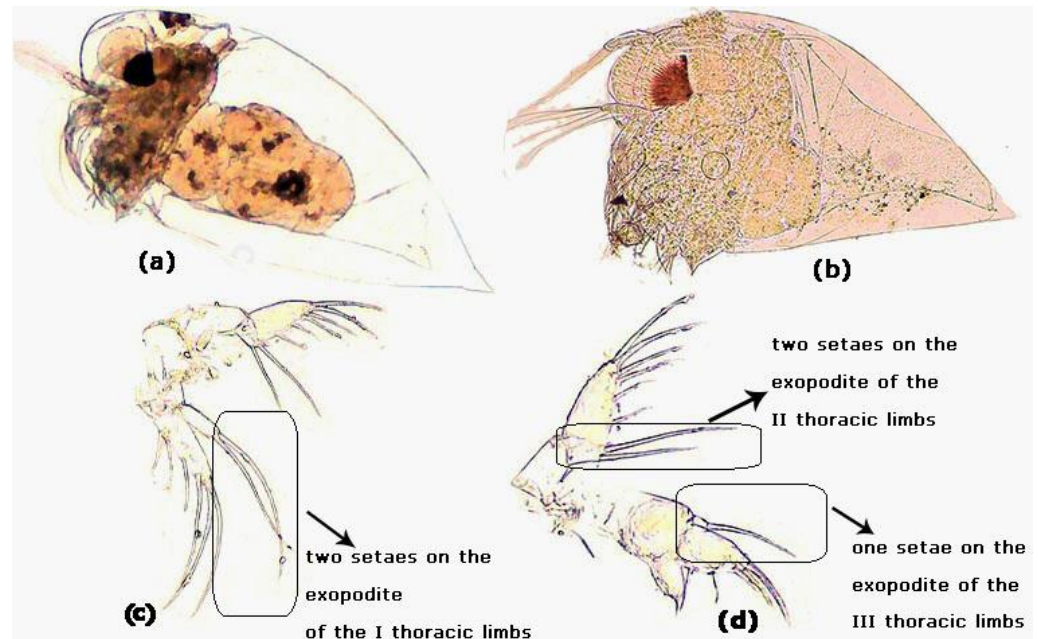 (a)
(b)
two setaes on the
exopodite of the
II thoracic limbs
two setaes on the
exopodite
of the I thoracic limbs
one setae on the
exopodite of the
III thoracic limbs
(c)
(d)